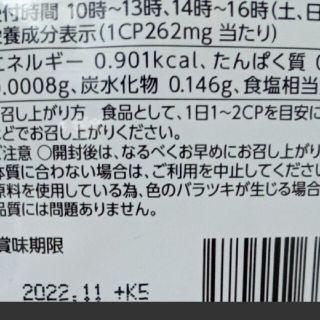 付時間 10時〜13時、14時〜16時(土、日
栄養成分表示(1CP262mg 当たり)
エネルギー 0.901kcal、たんぱく質 0
0.0008g、炭水化物 0.146g、食塩相当
召し上がり方 食品として、1日1〜2CPを目安に
などでお召し上がりください。
ご注意 〇開封後は、なるべくお早めにお召し上が
体質に合わない場合は、ご利用を中止してくださ
原料を使用している為、色のバラツキが生じる場合
品質には問題ありません。
賞味期限
2022.11 +K5